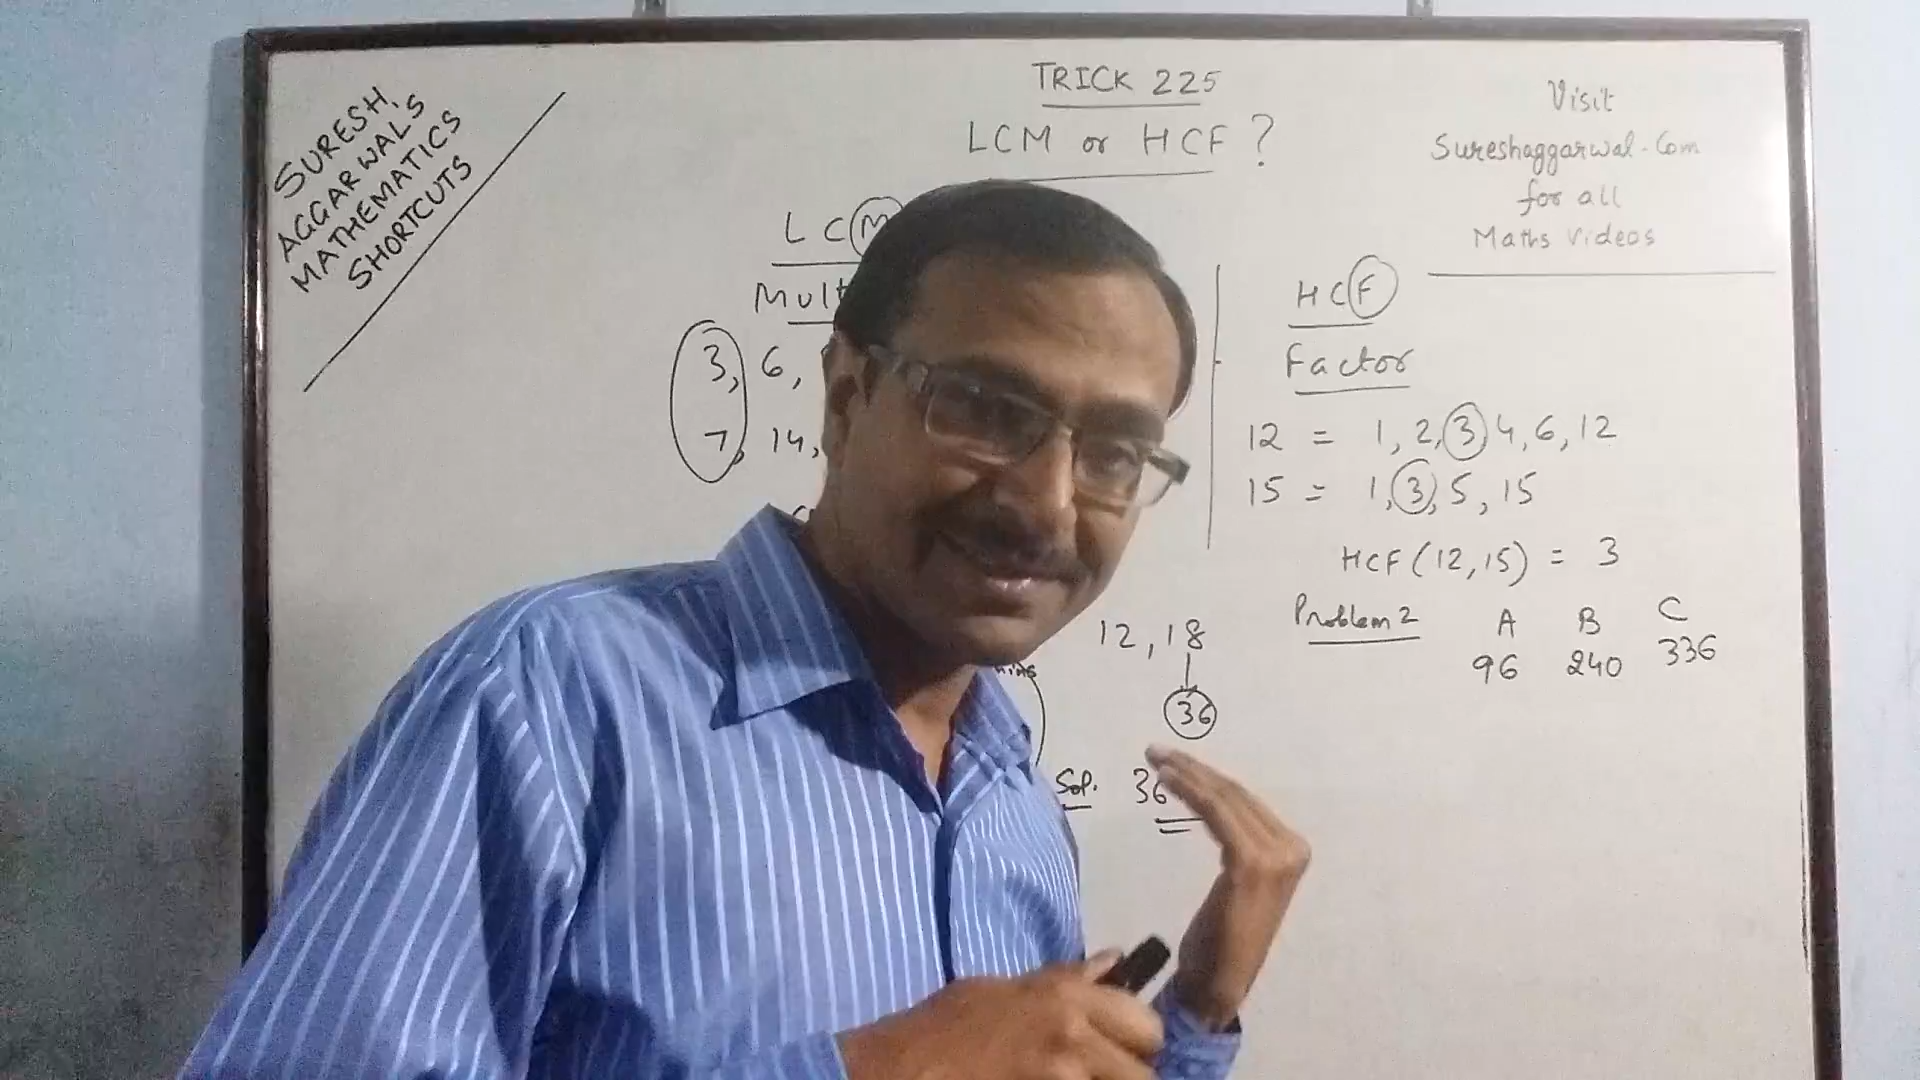 SURESH
AGGARWAL'S
MATHEMATICS
SHORTCUTS
TRICK 225
LCM or HCF ?
Visit
Sureshaggarwal.Com
for all
Maths Videos
LCM
3, 6,
7, 14,
12, 18
36
Sol. 36
HCF
Factor
12 = 1, 2, 3, 4, 6, 12
15 = 1, 3, 5, 15
HCF (12, 15) = 3
Problem 2 A B C
96 240 336